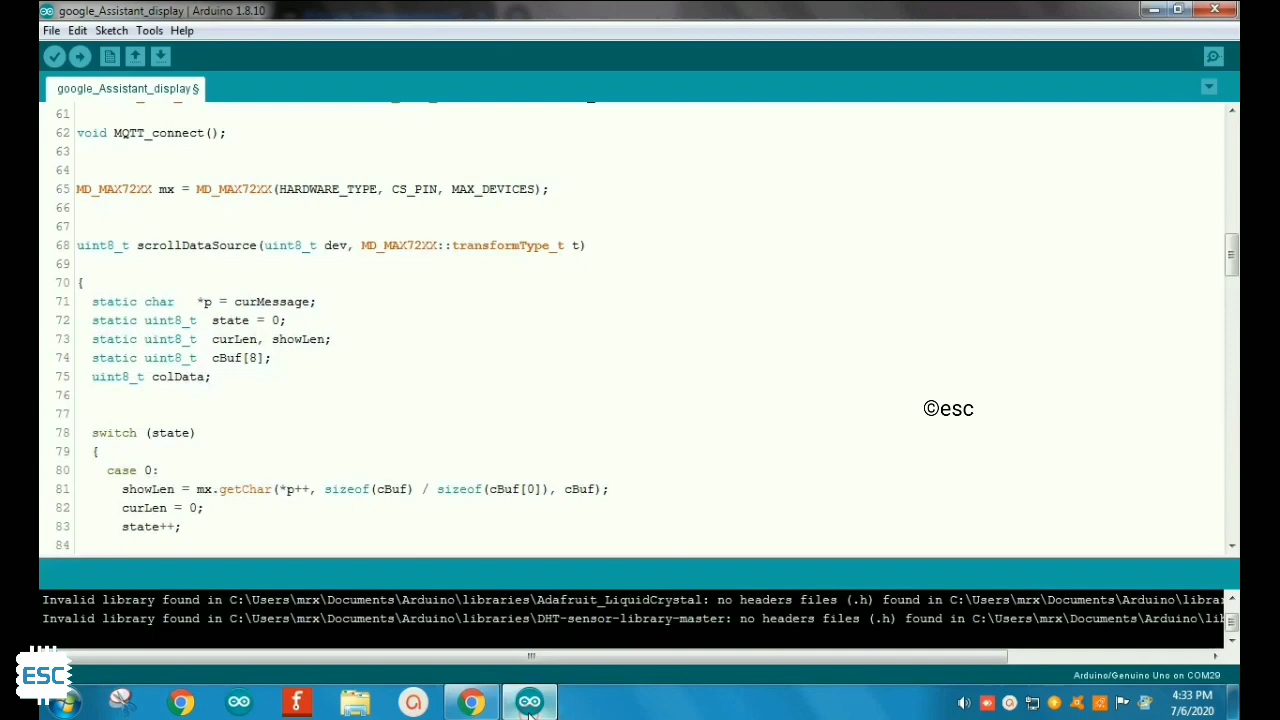 google_Assistant_display | Arduino 1.8.10
File Edit Sketch Tools Help
google_Assistant_display §
61
62 void MQTT_connect();
63
64
65 MD_MAX72XX mx = MD_MAX72XX(HARDWARE_TYPE, CS_PIN, MAX_DEVICES);
66
67
68 uint8_t scrollDataSource(uint8_t dev, MD_MAX72XX::transformType_t t)
69
70 {
71 static char *p = curMessage;
72 static uint8_t state = 0;
73 static uint8_t curLen, showLen;
74 static uint8_t cBuf[8];
75 uint8_t colData;
76
77
©esc
78 switch (state)
79 {
80 case 0:
81 showLen = mx.getChar(*p++, sizeof(cBuf) / sizeof(cBuf[0]), cBuf);
82 curLen = 0;
83 state++;
84
Invalid library found in C:\Users\mrx\Documents\Arduino\libraries\Adafruit_LiquidCrystal: no headers files (.h) found in C:\Users\mrx\Documents\Arduino\librar
Invalid library found in C:\Users\mrx\Documents\Arduino\libraries\DHT-sensor-library-master: no headers files (.h) found in C:\Users\mrx\Documents\Arduino\lib
Arduino/Genuino Uno on COM29
ESC
4:33 PM
7/6/2020